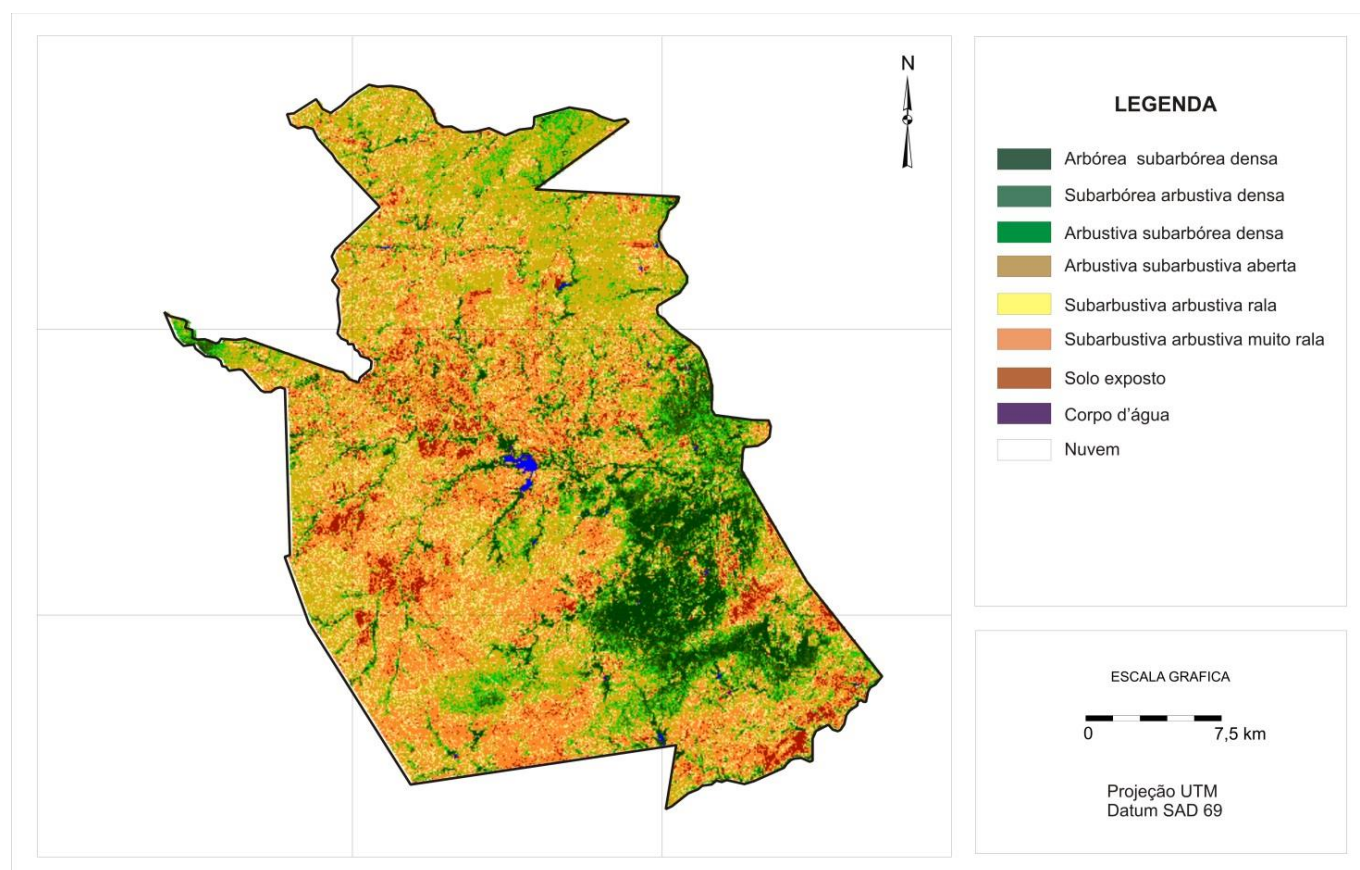 N
LEGENDA
Arbórea subarbórea densa
Subarbórea arbustiva densa
Arbustiva subarbórea densa
Arbustiva subarbustiva aberta
Subarbustiva arbustiva rala
Subarbustiva arbustiva muito rala
Solo exposto
Corpo d'água
Nuvem
ESCALA GRAFICA
0 7,5 km
Projeção UTM
Datum SAD 69